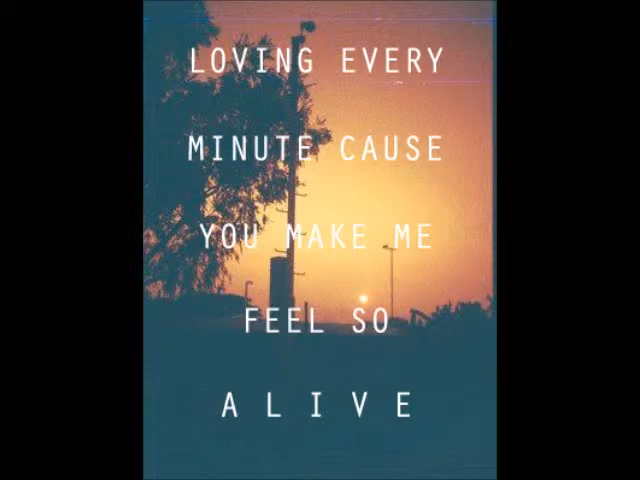 LOVING EVERY
MINUTE CAUSE
YOU MAKE ME
FEEL SO
A L I V E